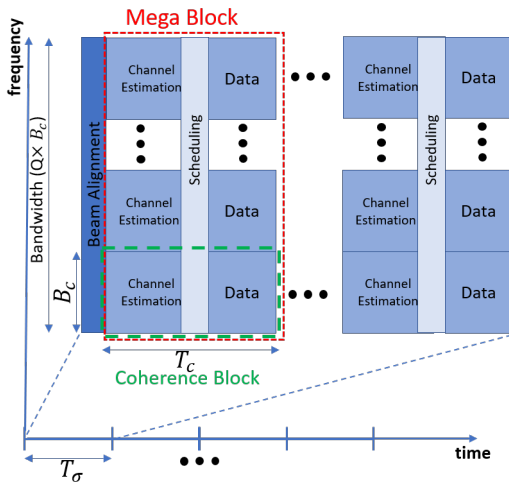 Mega Block
frequency
Bandwidth (Q× B_c)
B_c
Beam Alignment
Channel
Estimation
Scheduling
Data
Channel
Estimation
Data
Channel
Estimation
Data
Channel
Estimation
Scheduling
Data
Channel
Estimation
Data
Channel
Estimation
Data
T_c
Coherence Block
time
T_σ